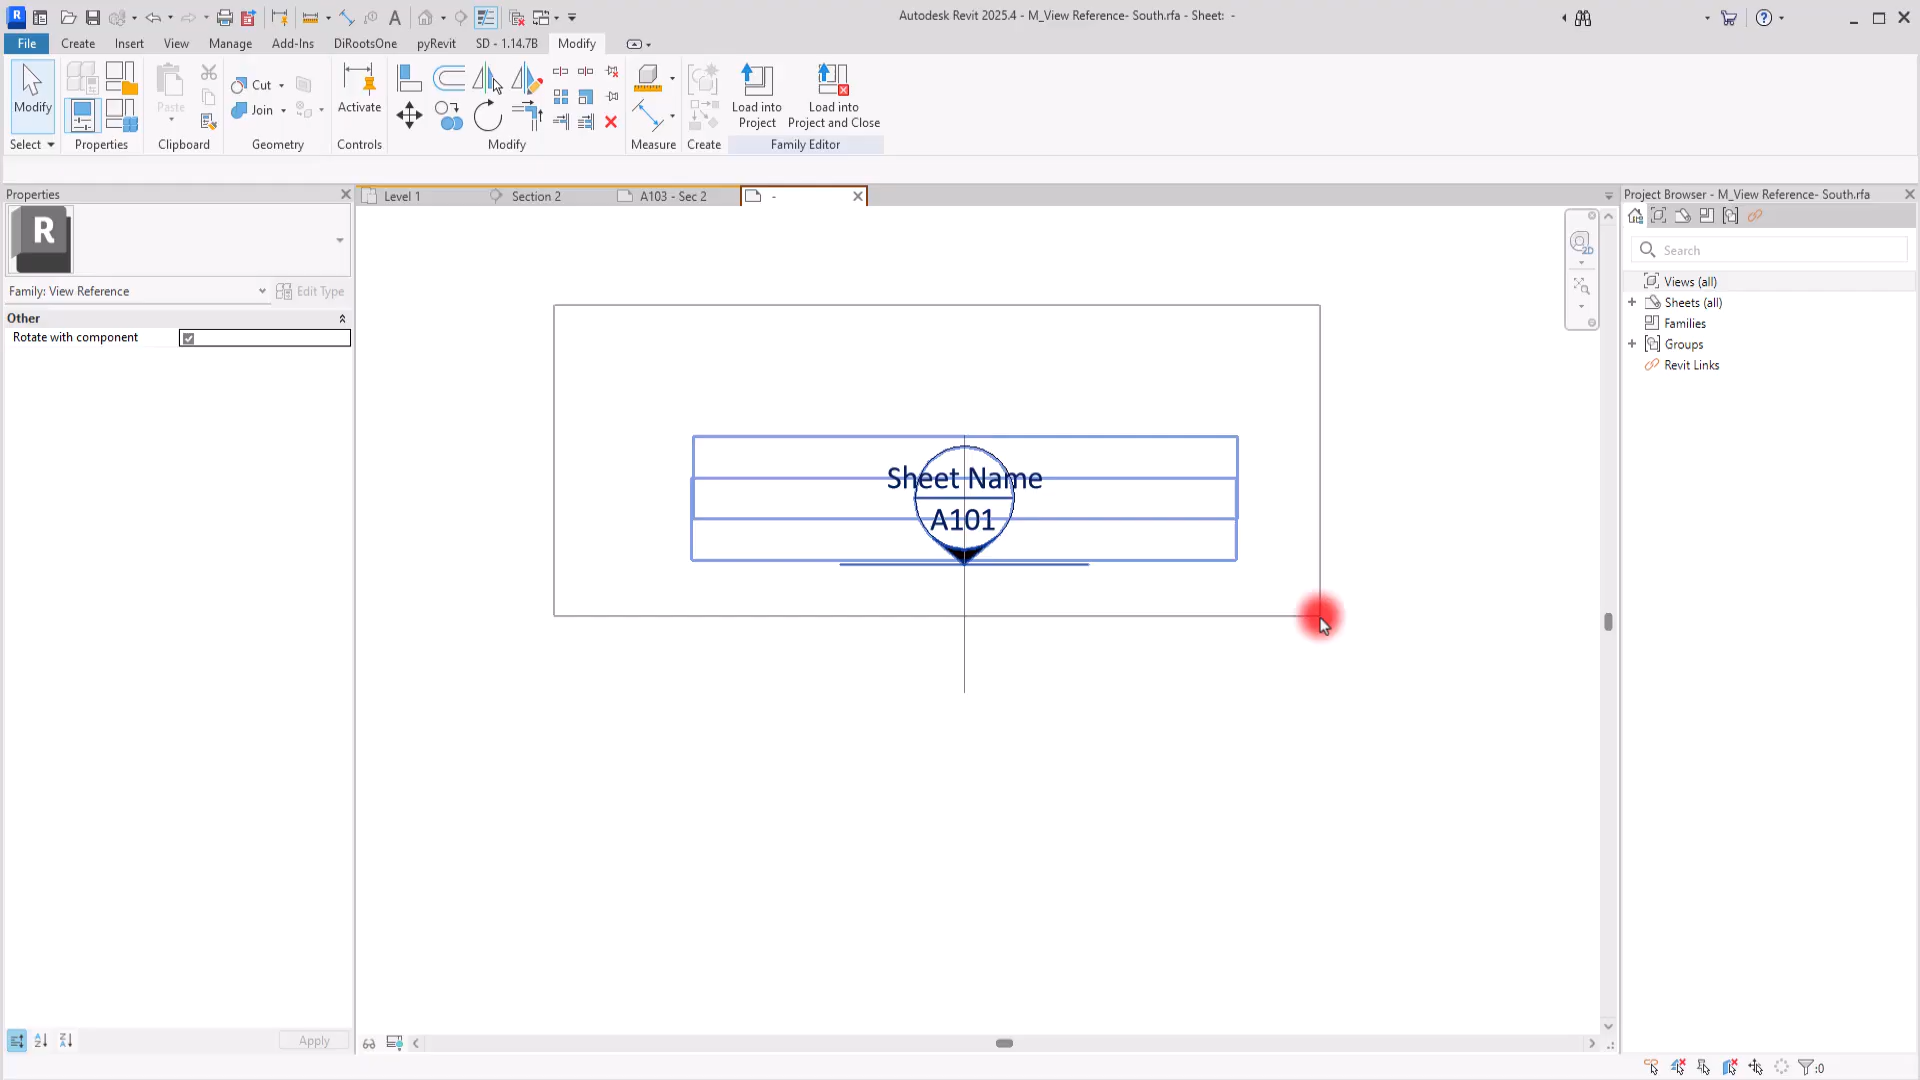 Autodesk Revit 2025.4 - M_View Reference- South.rfa - Sheet: -
File Create Insert View Manage Add-Ins DiRootsOne pyRevit SD - 1.14.7B Modify
Modify
Paste
Cut
Join
Activate
Load into Project
Load into Project and Close
Select Properties Clipboard Geometry Controls Modify Measure Create Family Editor
Properties
R
Family: View Reference
Edit Type
Other
Rotate with component
Apply
Level 1
Section 2
A103 - Sec 2
-
Sheet Name
A101
2D
Project Browser - M_View Reference- South.rfa
Search
Views (all)
Sheets (all)
Families
Groups
Revit Links
:0